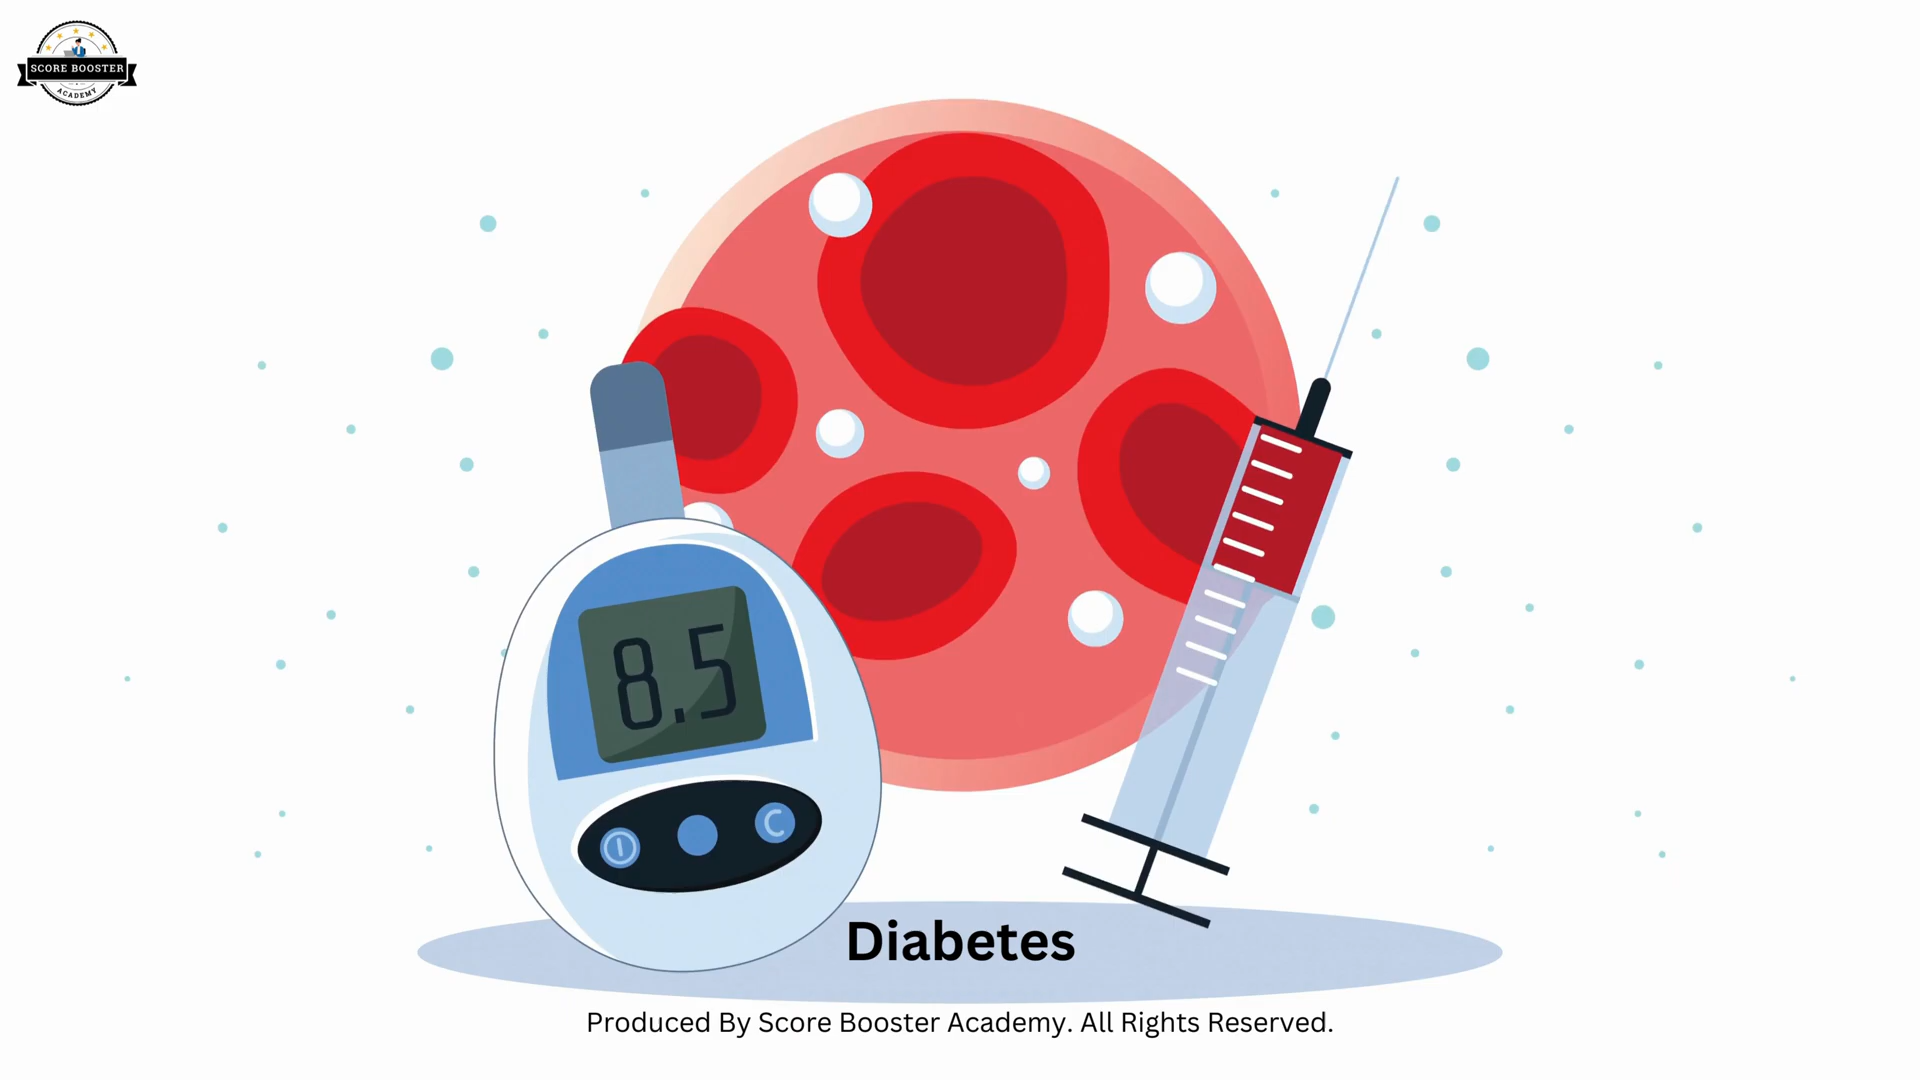 SCORE BOOSTER
ACADEMY
8.5
C
Diabetes
Produced By Score Booster Academy. All Rights Reserved.